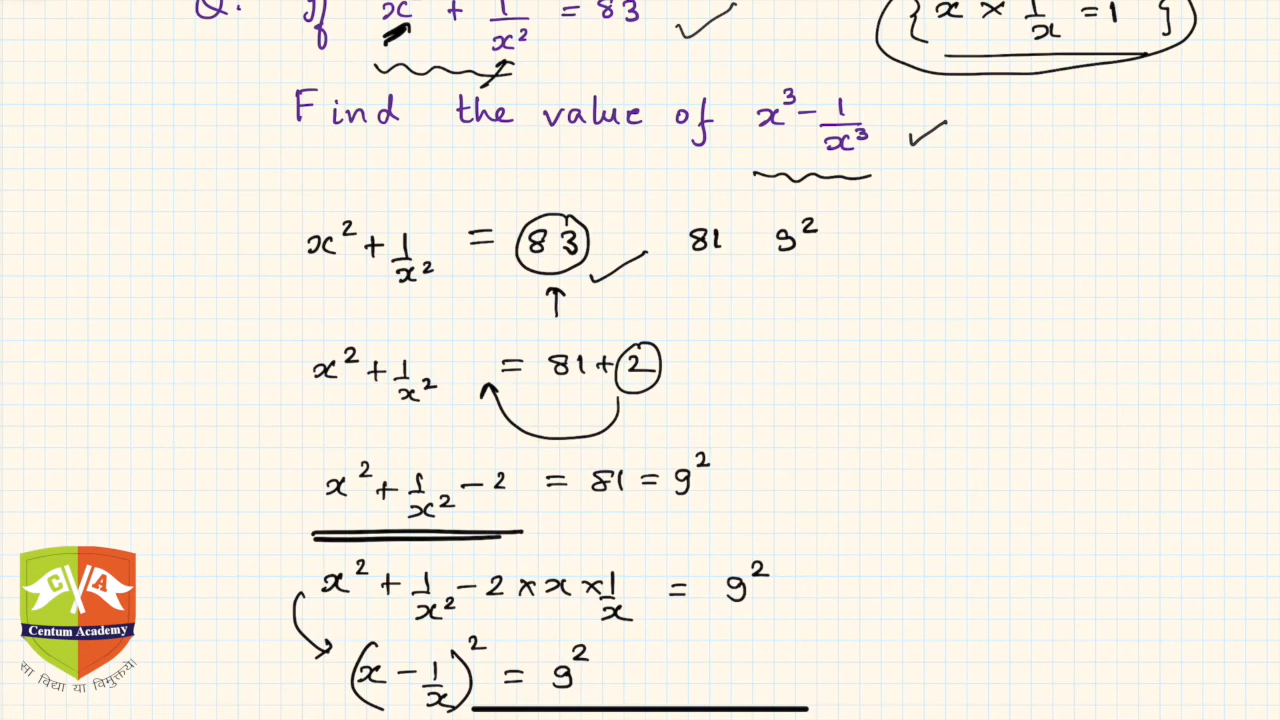 Q. If x + 1/x² = 83
{ x × 1/x = 1 }
Find the value of x³ - 1/x³
x² + 1/x² = 83 81 9²
x² + 1/x² = 81 + 2
x² + 1/x² - 2 = 81 = 9²
x² + 1/x² - 2 × x × 1/x = 9²
(x - 1/x)² = 9²
CA
Centum Academy
सा विद्या या विमुक्तये